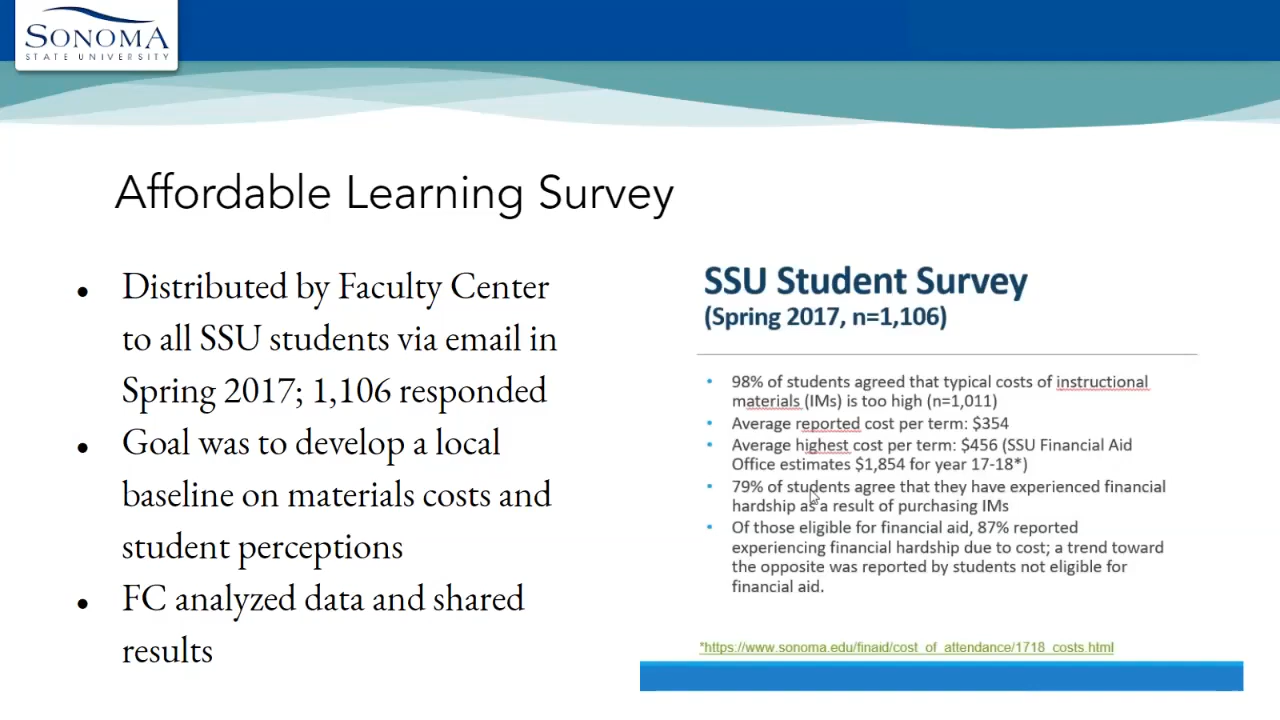 SONOMA
STATE UNIVERSITY
Affordable Learning Survey
• Distributed by Faculty Center
to all SSU students via email in
Spring 2017; 1,106 responded
• Goal was to develop a local
baseline on materials costs and
student perceptions
• FC analyzed data and shared
results
SSU Student Survey
(Spring 2017, n=1,106)
• 98% of students agreed that typical costs of instructional
materials (IMs) is too high (n=1,011)
• Average reported cost per term: $354
• Average highest cost per term: $456 (SSU Financial Aid
Office estimates $1,854 for year 17-18*)
• 79% of students agree that they have experienced financial
hardship as a result of purchasing IMs
• Of those eligible for financial aid, 87% reported
experiencing financial hardship due to cost; a trend toward
the opposite was reported by students not eligible for
financial aid.
*https://www.sonoma.edu/finaid/cost_of_attendance/1718_costs.html